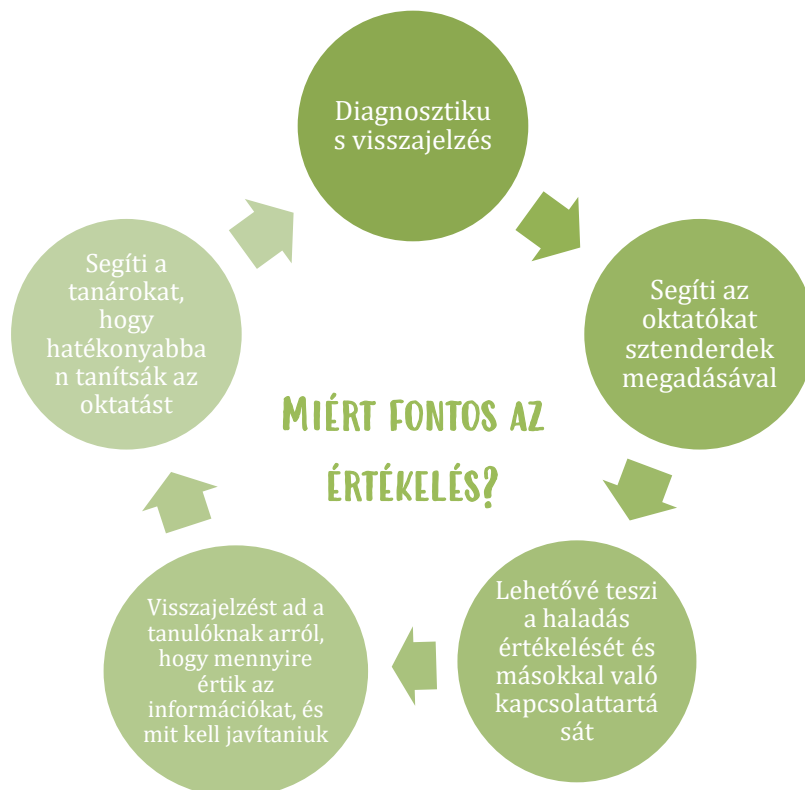 Diagnosztiku
s visszajelzés
Segíti az
oktatókat
sztenderdek
megadásával
Lehetővé teszi
a haladás
értékelését és
másokkal való
kapcsolattartá
sát
Visszajelzést ad a
tanulóknak arról,
hogy mennyire
értik az
információkat, és
mit kell javítaniuk
Segíti a
tanárokat,
hogy
hatékonyabba
n tanítsák az
oktatást
MIÉRT FONTOS AZ
ÉRTÉKELÉS?